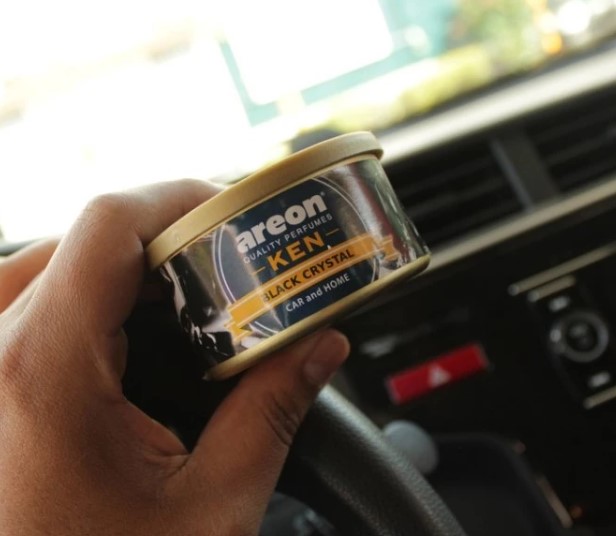 areon
QUALITY PERFUMES
KEN
BLACK CRYSTAL
CAR and HOME